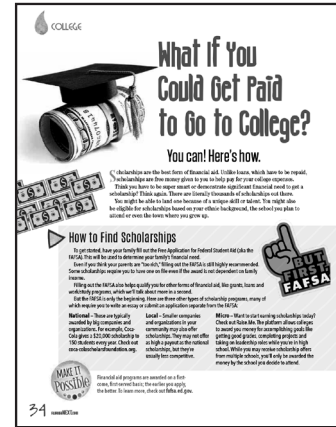 COLLEGE
What If You
Could Get Paid
to Go to College?
You can! Here's how.
Scholarships are the best form of financial aid. Unlike loans, which have to be repaid,
scholarships are free money given to you to help pay for your college expenses.
Think you have to be super smart or demonstrate significant financial need to get a
scholarship? Think again. There are literally thousands of scholarships out there.
You might be able to land one because of a unique skill or talent. You might also
be eligible for scholarships based on your ethnic background, the school you plan to
attend or even the town where you grew up.
How to Find Scholarships
To get started, have your family fill out the Free Application for Federal Student Aid (aka the
FAFSA). This will be used to determine your family's financial need.
Even if you think your parents are "too rich," filling out the FAFSA is still highly recommended.
Some scholarships require you to have one on file even if the award is not dependent on family
income.
Filling out the FAFSA also helps qualify you for other forms of financial aid, like grants, loans and
work-study programs, which we'll talk about in a second.
But the FAFSA is only the beginning. There are three other types of scholarship programs, many of
which require you to write an essay or submit an application separate from the FAFSA.
BUT
FIRST
FAFSA
National – These are typically
awarded by big companies and
organizations. For example, Coca-
Cola gives a $20,000 scholarship to
150 students every year. Check out
coca-colascholarsfoundation.org.
Local – Smaller companies
and organizations in your
community may also offer
scholarships. They may not offer
as high a payout as the national
scholarships, but they're
usually less competitive.
Micro – Want to start earning scholarships today?
Check out Raise.Me. The platform allows colleges
to award you money for accomplishing goals like
getting good grades, completing projects and
taking on leadership roles while you're in high
school. While you may receive scholarship offers
from multiple schools, you'll only be awarded the
money by the school you decide to attend.
MAKE IT
Possible
Financial aid programs are awarded on a first-
come, first-served basis; the earlier you apply,
the better. To learn more, check out fafsa.ed.gov.
34